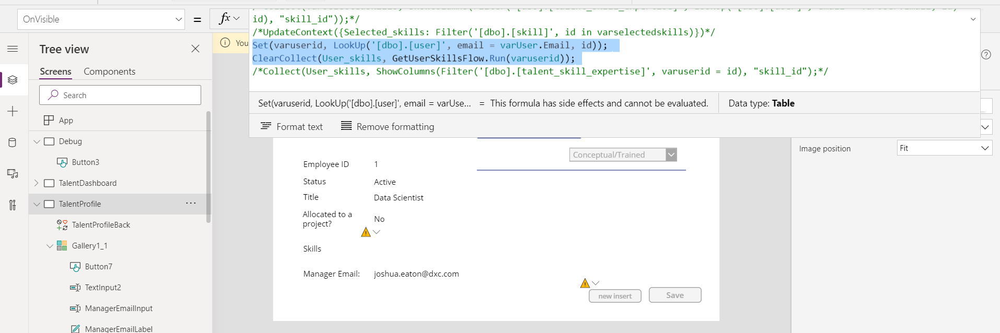 OnVisible
=
fx
id), "skill_id"));*/
/*UpdateContext({Selected_skills: Filter('[dbo].[skill]', id in varselectedskills)})*/
Set(varuserid, LookUp('[dbo].[user]', email = varUser.Email, id));
ClearCollect(User_skills, GetUserSkillsFlow.Run(varuserid));
/*Collect(User_skills, ShowColumns(Filter('[dbo].[talent_skill_expertise]', varuserid = id), "skill_id");*/
Set(varuserid, LookUp('[dbo].[user]', email = varUse... = This formula has side effects and cannot be evaluated.
Data type: Table
Format text
Remove formatting
You
Tree view
Screens
Components
Search
App
Debug
Button3
TalentDashboard
TalentProfile
...
TalentProfileBack
Gallery1_1
Button7
TextInput2
ManagerEmailInput
ManagerEmailLabel
Conceptual/Trained
Employee ID 1
Status Active
Title Data Scientist
Allocated to a
project?
No
Skills
Manager Email: joshua.eaton@dxc.com
new insert
Save
Image position
Fit